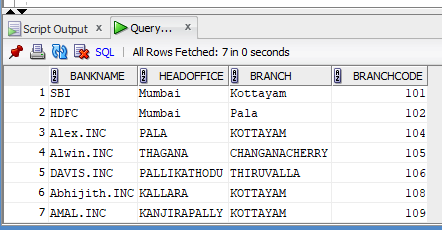 Script Output × Query... ×
SQL | All Rows Fetched: 7 in 0 seconds
BANKNAME HEADOFFICE BRANCH BRANCHCODE
1 SBI Mumbai Kottayam 101
2 HDFC Mumbai Pala 102
3 Alex.INC PALA KOTTAYAM 104
4 Alwin.INC THAGANA CHANGANACHERRY 105
5 DAVIS.INC PALLIKATHODU THIRUVALLA 106
6 Abhijith.INC KALLARA KOTTAYAM 108
7 AMAL.INC KANJIRAPALLY KOTTAYAM 109